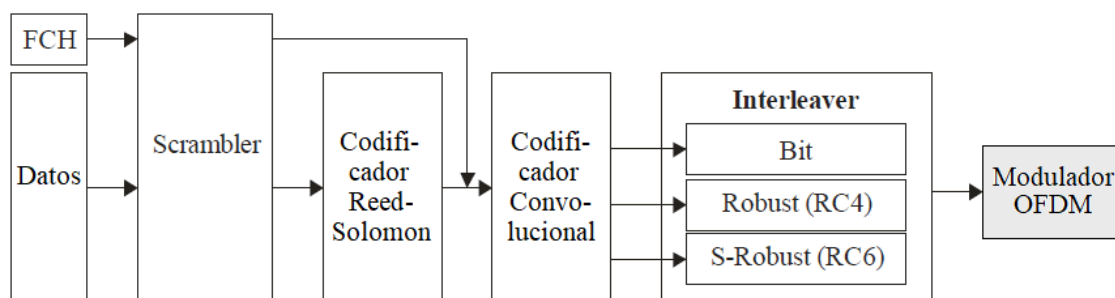 FCH
Datos
Scrambler
Codifi-
cador
Reed-
Solomon
Codifi-
cador
Convo-
lucional
Interleaver
Bit
Robust (RC4)
S-Robust (RC6)
Modulador
OFDM